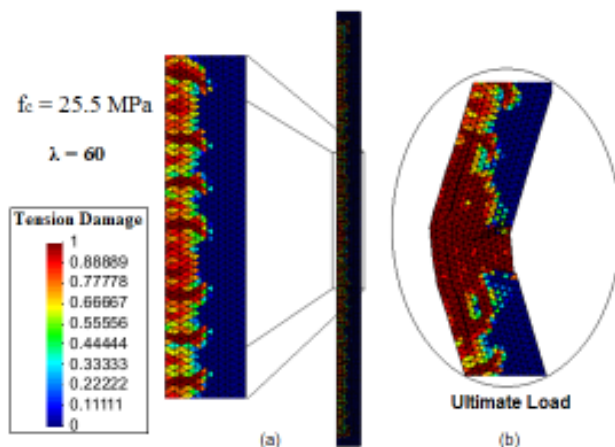 fc = 25.5 MPa
λ = 60
Tension Damage
1
0.88889
0.77778
0.66667
0.55556
0.44444
0.33333
0.22222
0.11111
0
Ultimate Load
(a)
(b)